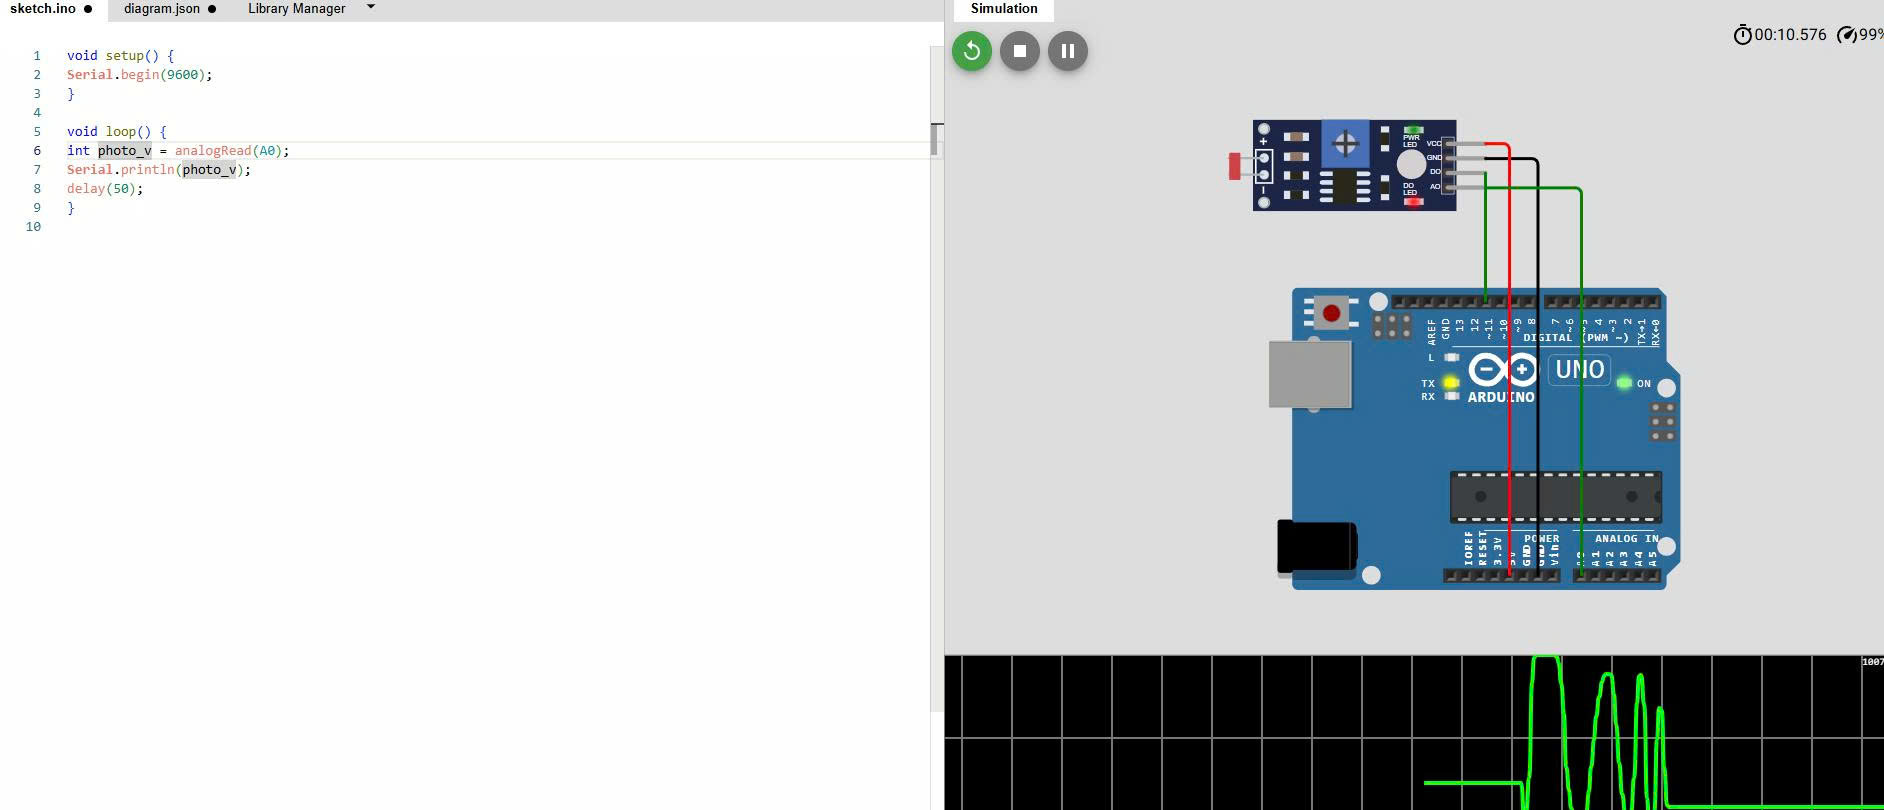 sketch.ino ● diagram.json ● Library Manager
Simulation
00:10.576 99%
1 void setup() {
2 Serial.begin(9600);
3 }
4
5 void loop() {
6 int photo_v = analogRead(A0);
7 Serial.println(photo_v);
8 delay(50);
9 }
10
+
PWR
LED
DO
LED
VCC
GND
DO
AO
AREF
GND
13
12
~11
~10
~9
8
7
~6
~5
4
~3
2
TX→1
RX←0
DIGITAL (PWM ~)
L
TX
RX
ARDUINO
UNO
ON
IOREF
RESET
3.3V
5V
GND
GND
Vin
POWER
ANALOG IN
A0
A1
A2
A3
A4
A5
1007